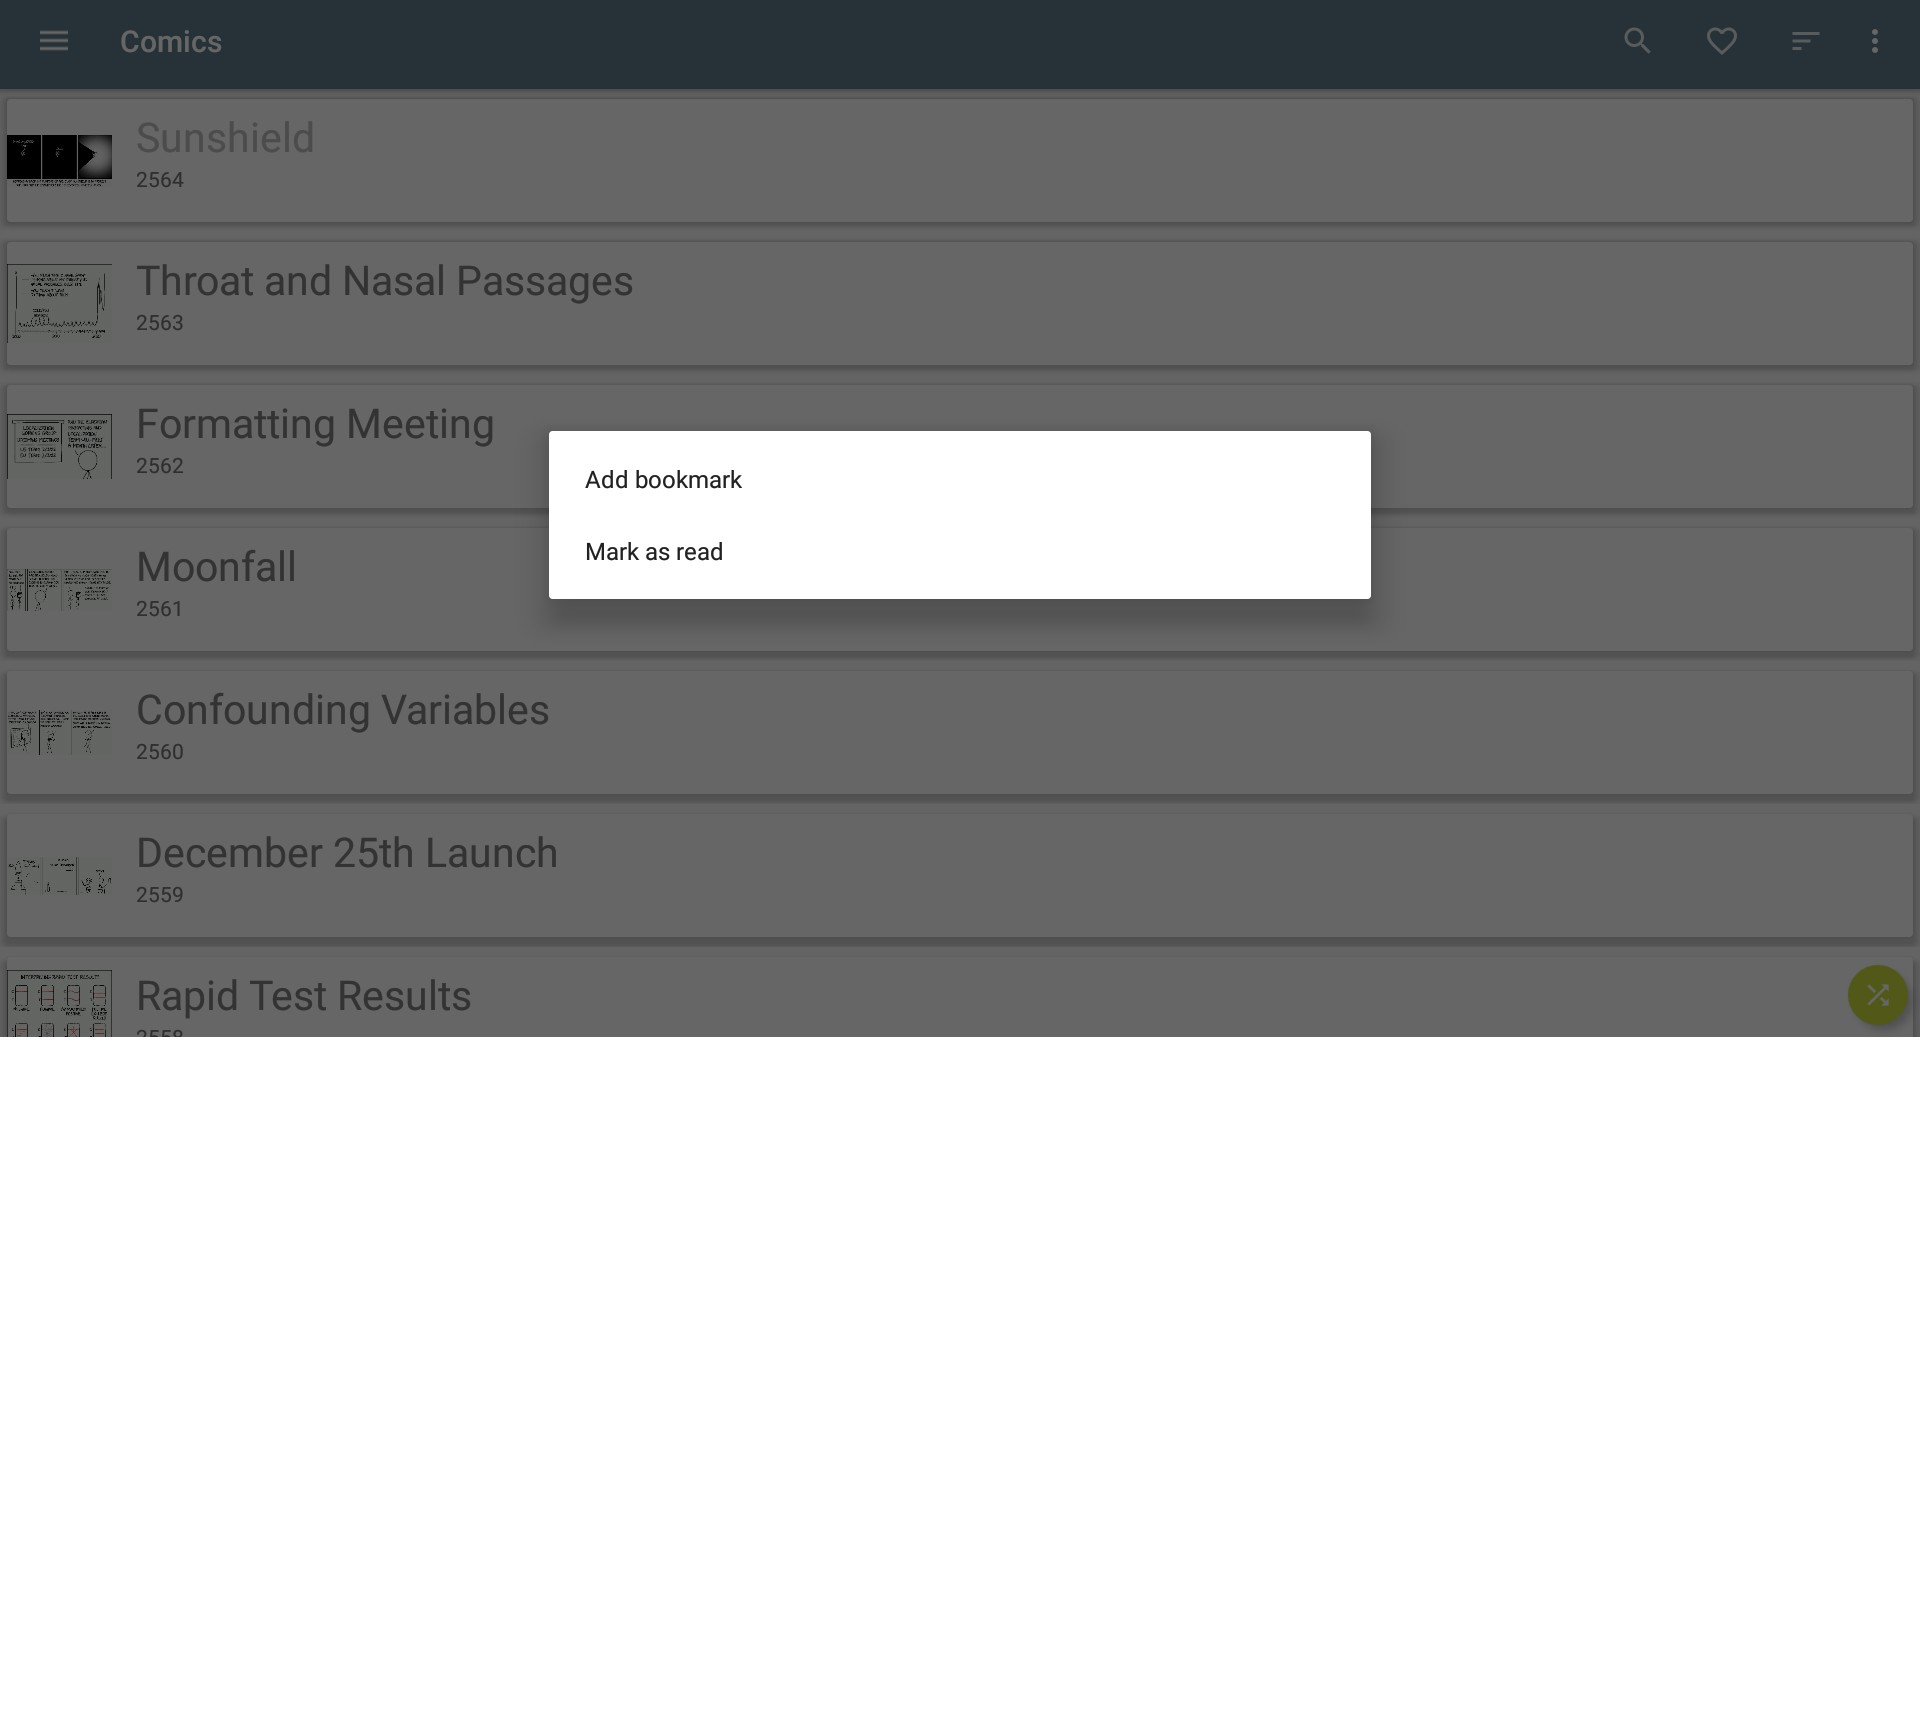 Comics
Sunshield
2564
Throat and Nasal Passages
2563
Formatting Meeting
2562
Add bookmark
Mark as read
Moonfall
2561
Confounding Variables
2560
December 25th Launch
2559
Rapid Test Results
2558